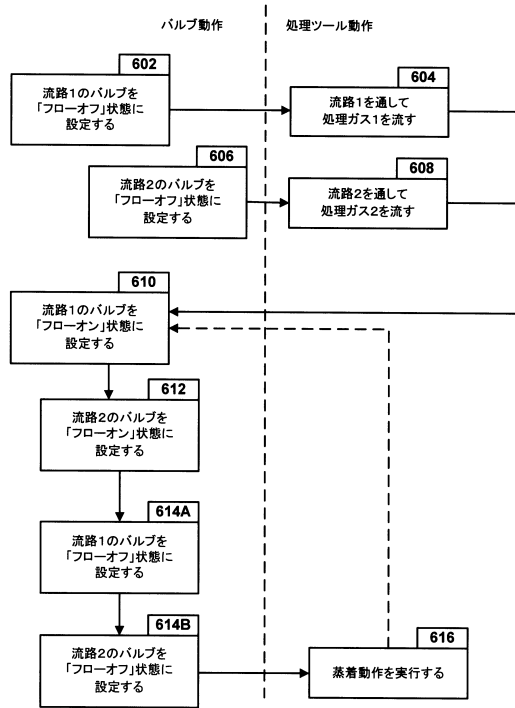 バルブ動作
処理ツール動作
602
流路1のバルブを
「フローオフ」状態に
設定する
604
流路1を通して
処理ガス1を流す
606
流路2のバルブを
「フローオフ」状態に
設定する
608
流路2を通して
処理ガス2を流す
610
流路1のバルブを
「フローオン」状態に
設定する
612
流路2のバルブを
「フローオン」状態に
設定する
614A
流路1のバルブを
「フローオフ」状態に
設定する
614B
流路2のバルブを
「フローオフ」状態に
設定する
616
蒸着動作を実行する